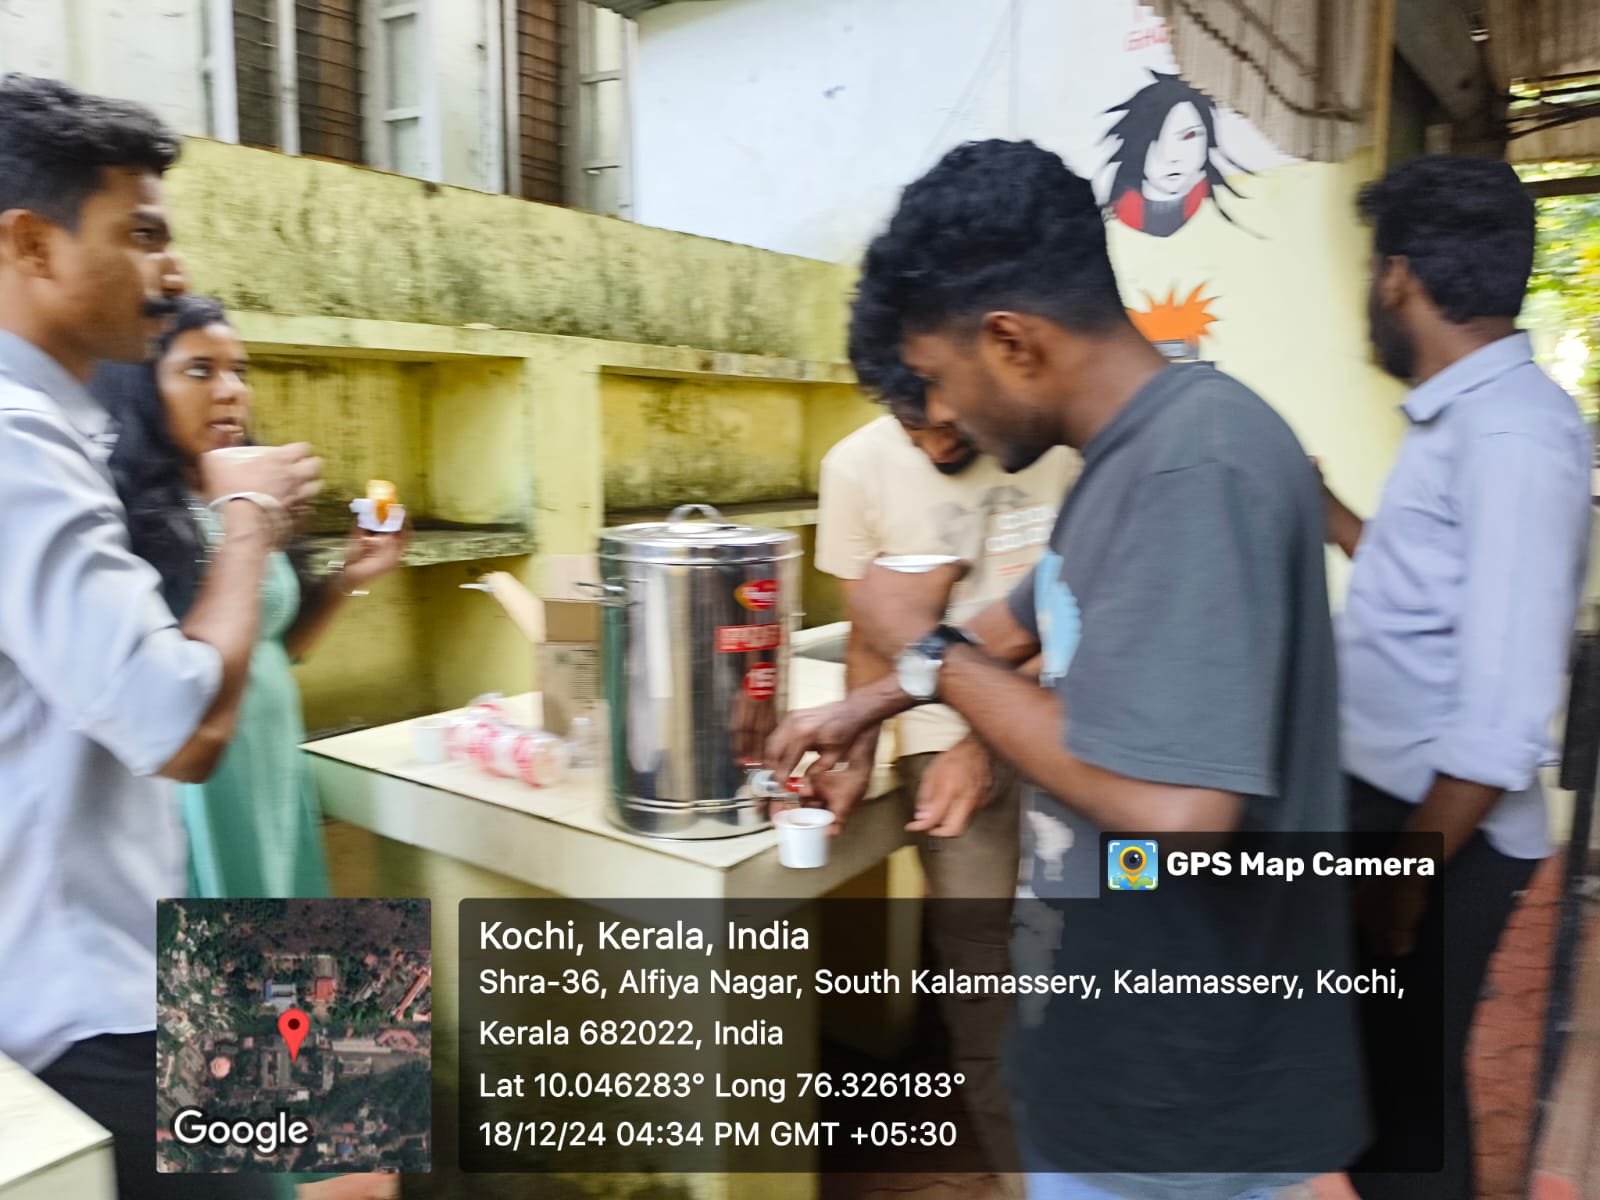 15
GPS Map Camera
Kochi, Kerala, India
Shra-36, Alfiya Nagar, South Kalamassery, Kalamassery, Kochi,
Kerala 682022, India
Lat 10.046283° Long 76.326183°
18/12/24 04:34 PM GMT +05:30
Google